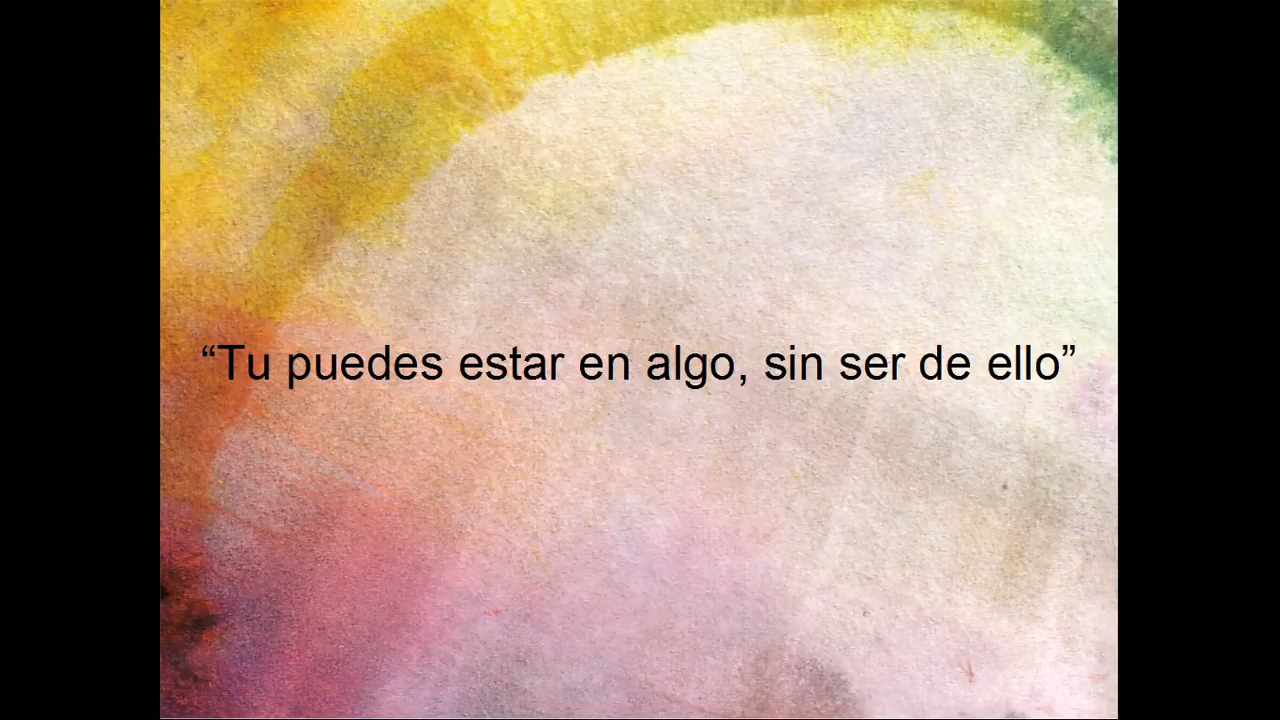 “Tu puedes estar en algo, sin ser de ello”